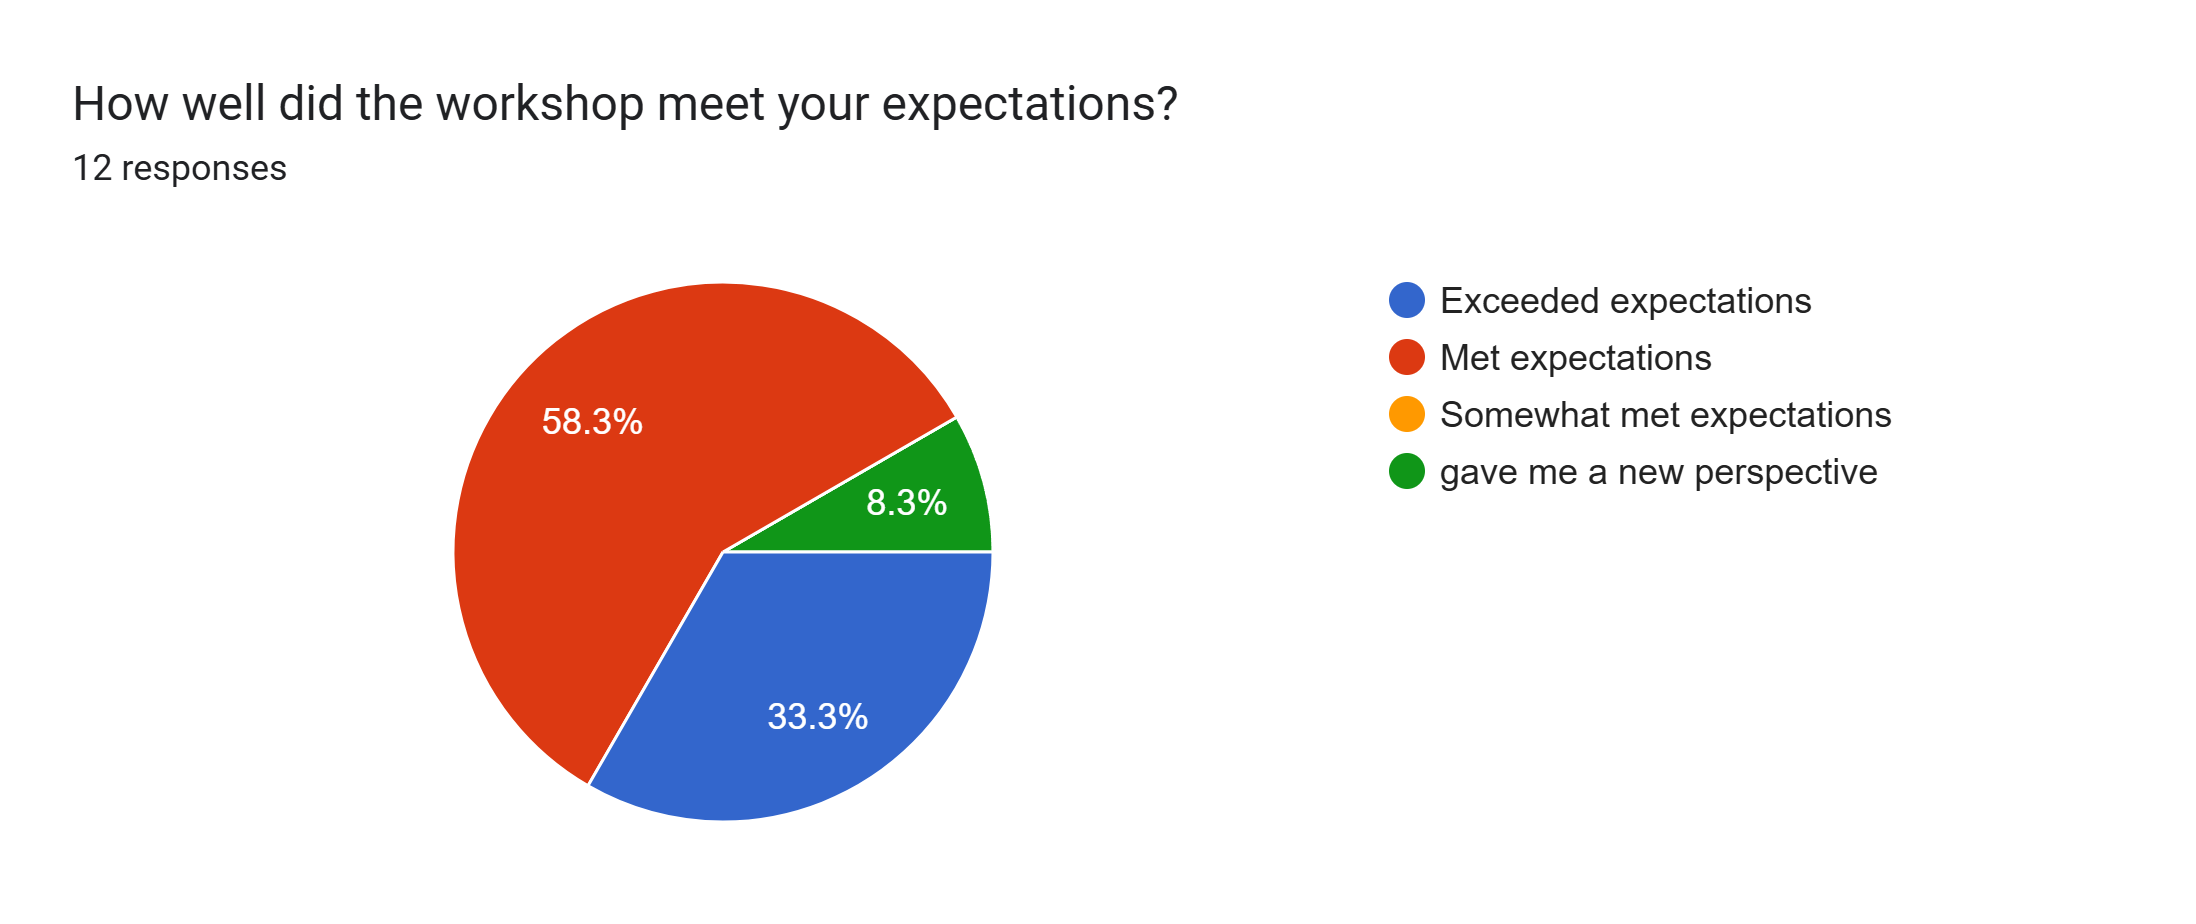 How well did the workshop meet your expectations?
12 responses
58.3%
8.3%
33.3%
Exceeded expectations
Met expectations
Somewhat met expectations
gave me a new perspective